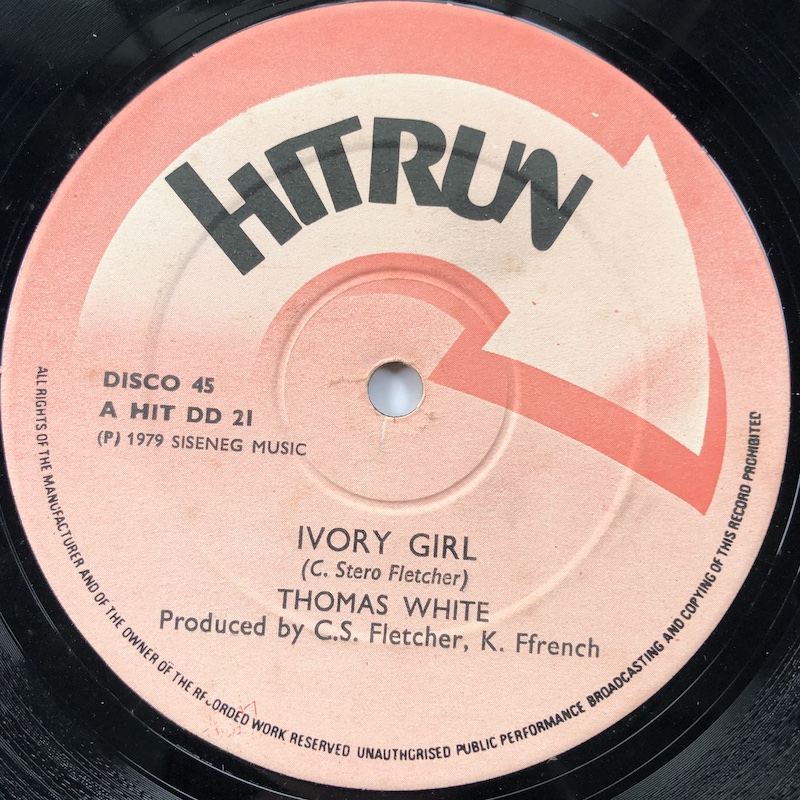 HITRUN
DISCO 45
A HIT DD 21
(P) 1979 SISENEG MUSIC
IVORY GIRL
(C. Stero Fletcher)
THOMAS WHITE
Produced by C.S. Fletcher, K. Ffrench
ALL RIGHTS OF THE MANUFACTURER AND OF THE OWNER OF THE RECORDED WORK RESERVED UNAUTHORISED PUBLIC PERFORMANCE BROADCASTING AND COPYING OF THIS RECORD PROHIBITED